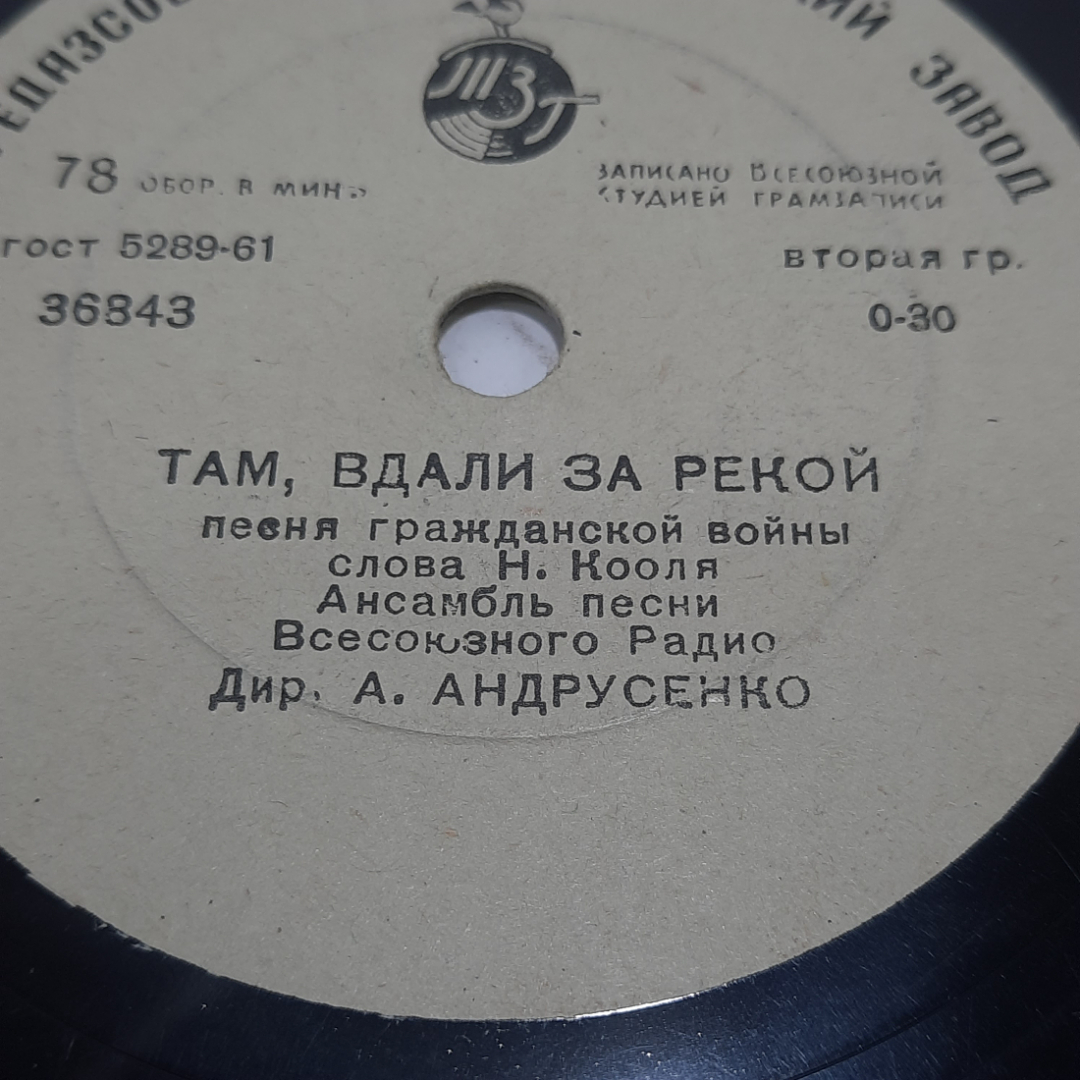 ЗАВОД
ТЗГ
78 ОБОР. В МИН.
ЗАПИСАНО ВСЕСОЮЗНОЙ
СТУДИЕЙ ГРАМЗАПИСИ
ГОСТ 5289-61
вторая гр.
36843
0-30
ТАМ, ВДАЛИ ЗА РЕКОЙ
песня гражданской войны
слова Н. Кооля
Ансамбль песни
Всесоюзного Радио
Дир. А. АНДРУСЕНКО